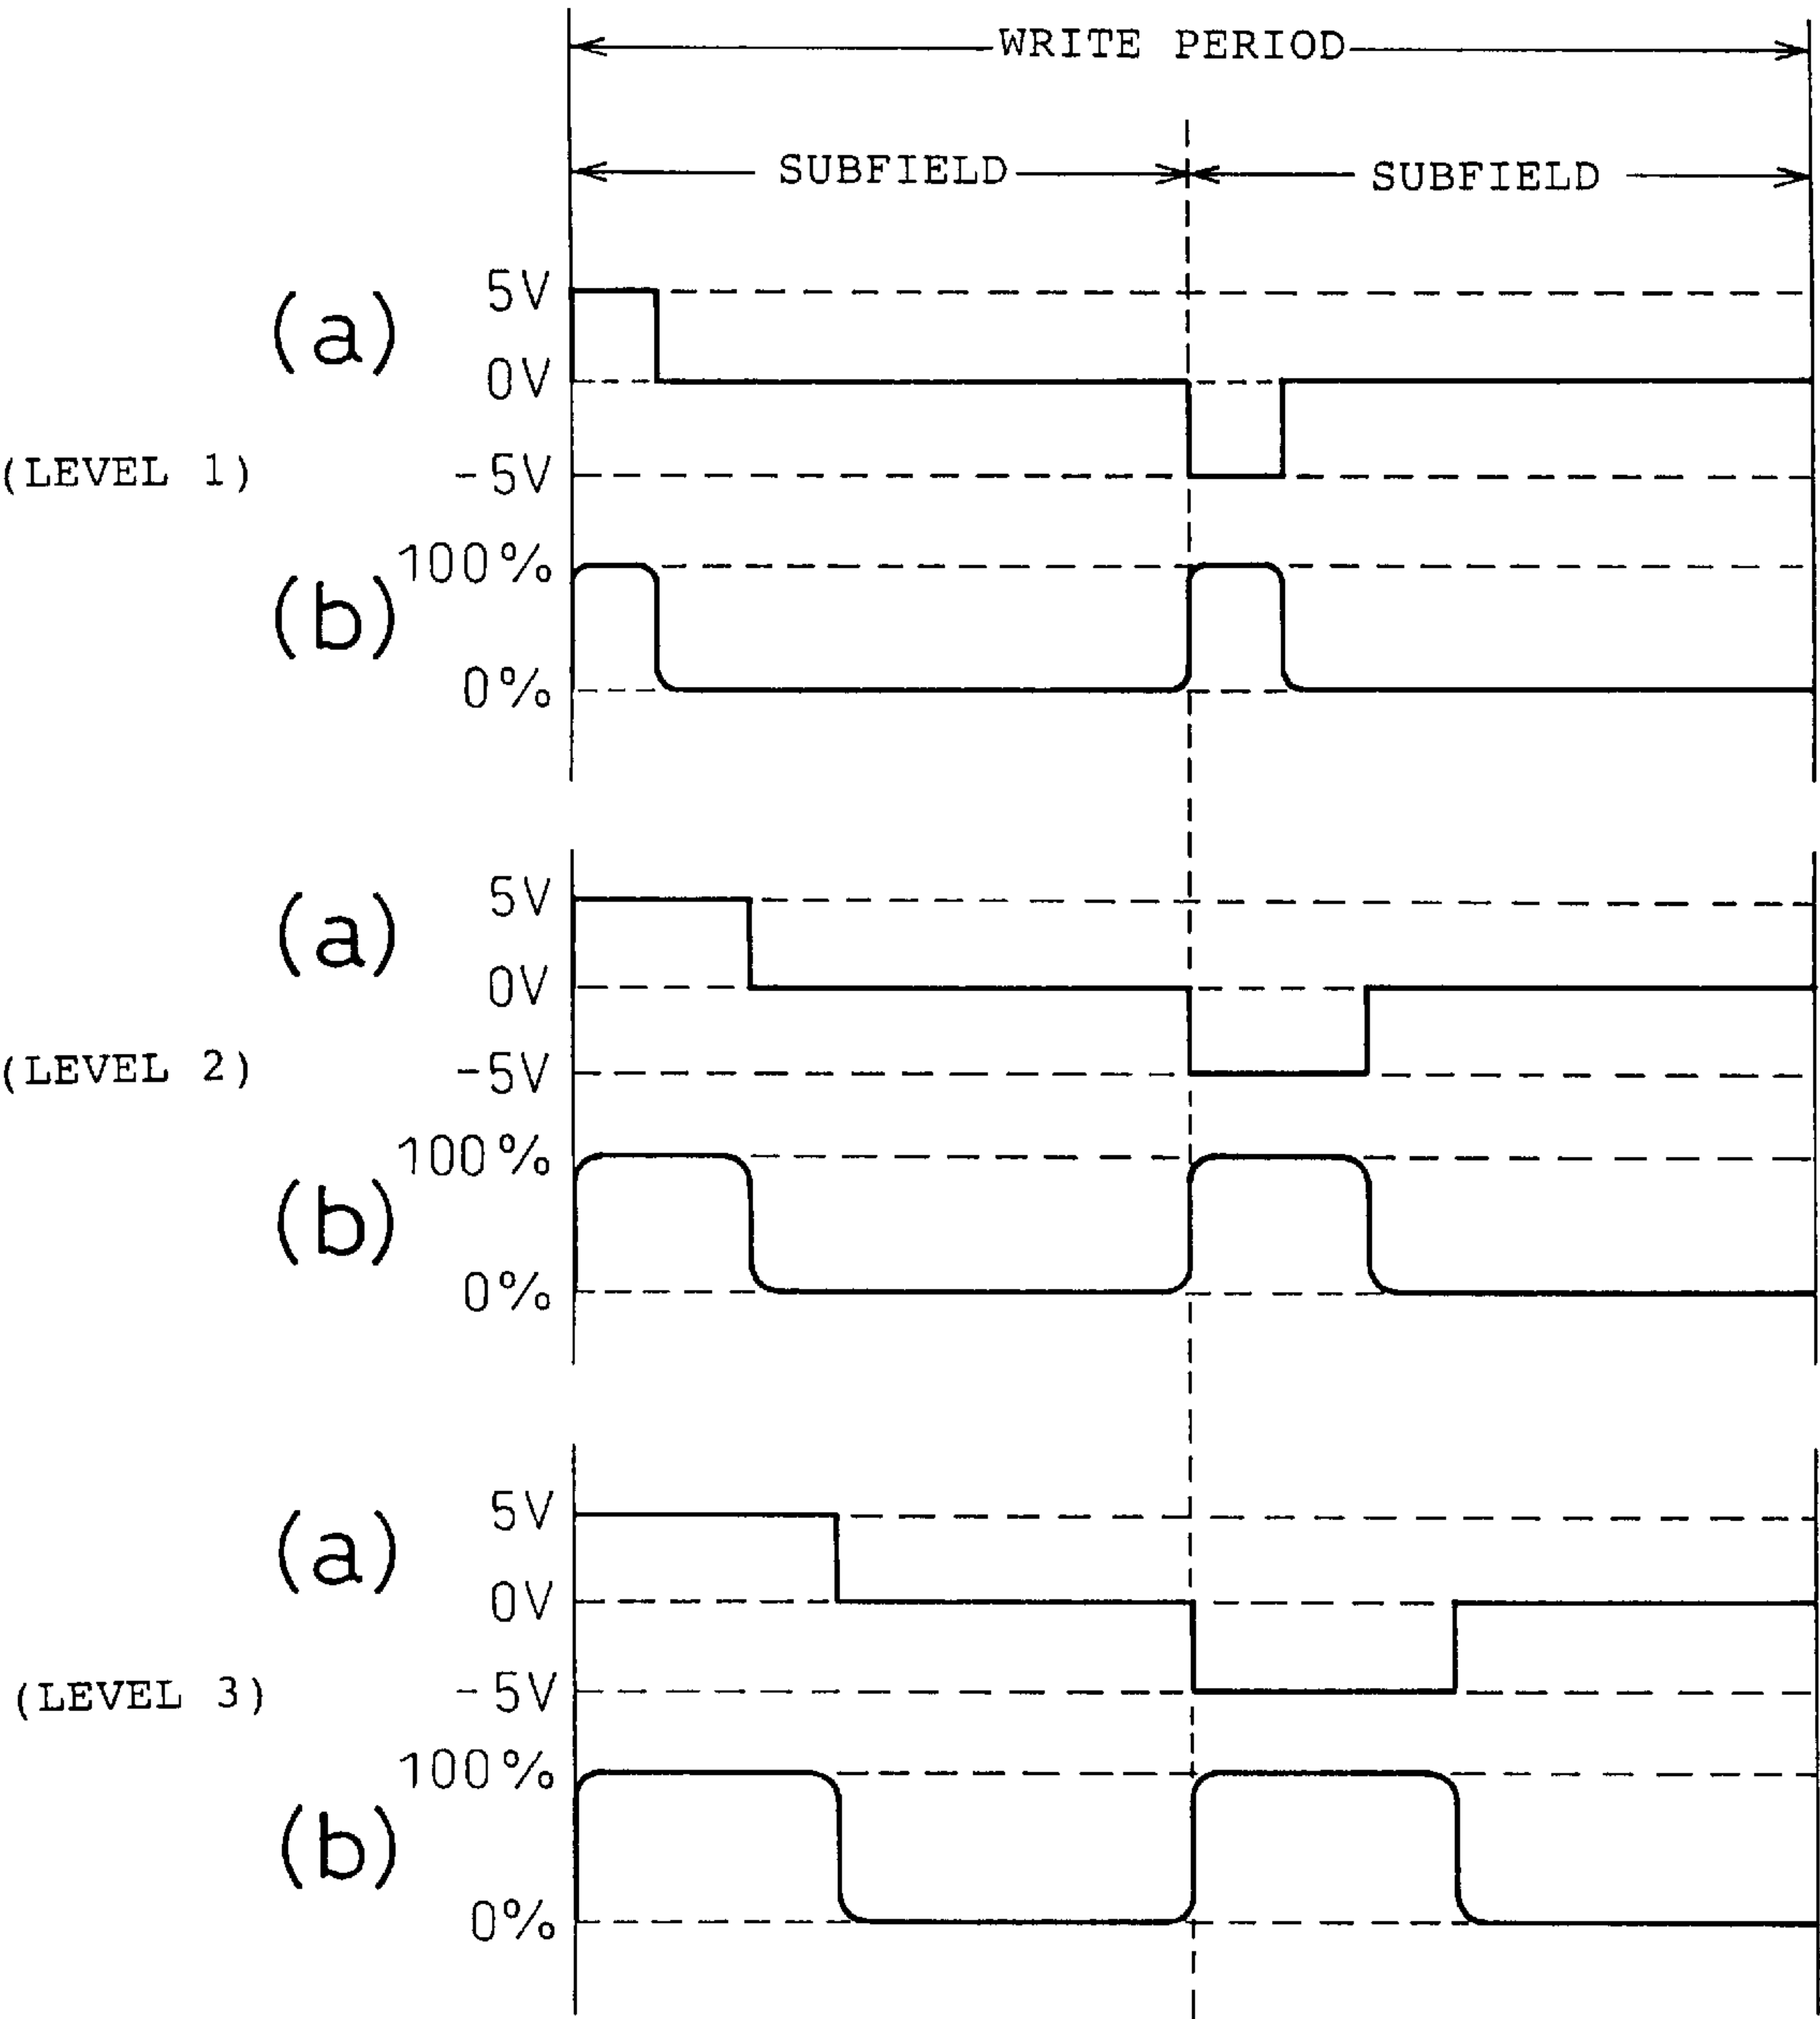 WRITE PERIOD
SUBFIELD SUBFIELD
(a) 5V
0V
(LEVEL 1) -5V
(b) 100%
0%
(a) 5V
0V
(LEVEL 2) -5V
(b) 100%
0%
(a) 5V
0V
(LEVEL 3) -5V
(b) 100%
0%